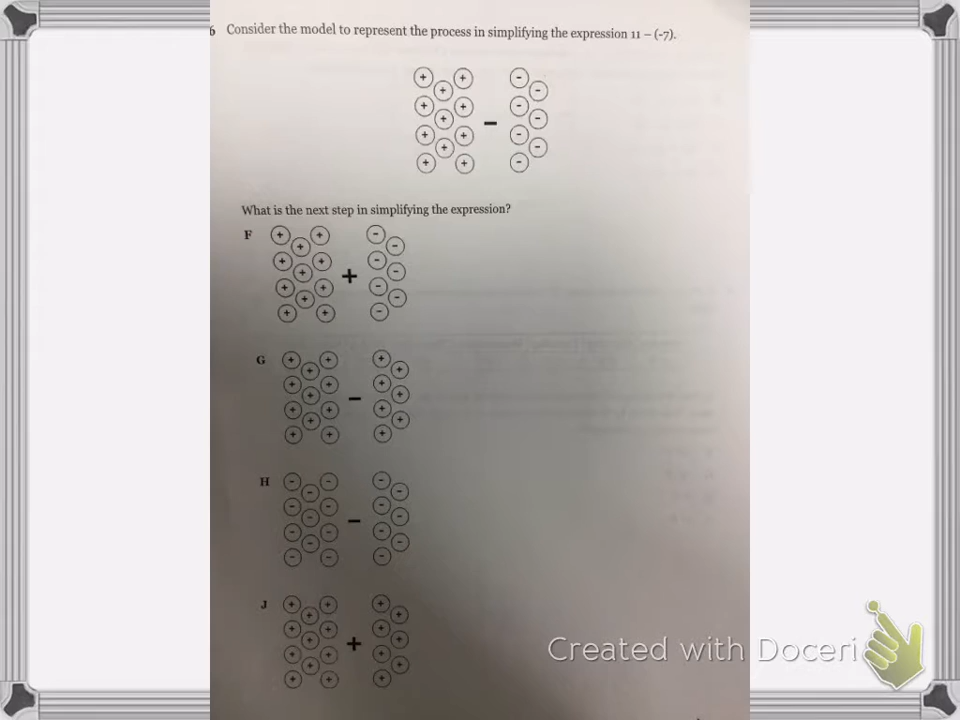 6 Consider the model to represent the process in simplifying the expression 11 – (-7).
+ + + + + + + + + + + – - - - - - - -
What is the next step in simplifying the expression?
F + + + + + + + + + + + + - - - - - - -
G + + + + + + + + + + + – + + + + + + +
H - - - - - - - - - - - – - - - - - - -
J + + + + + + + + + + + + + + + + + + +
Created with Doceri